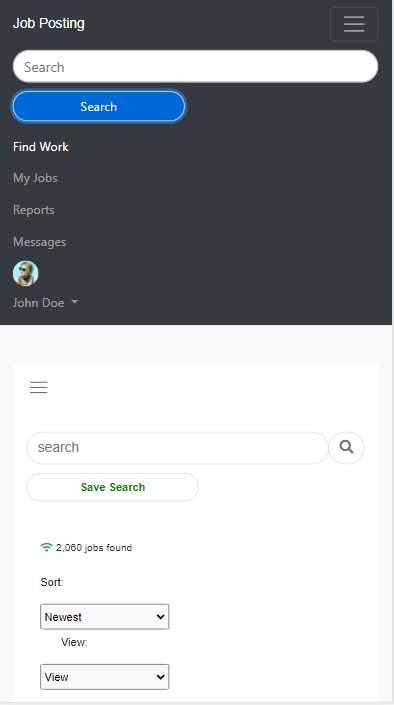 Job Posting
Search
Search
Find Work
My Jobs
Reports
Messages
John Doe
search
Save Search
2,060 jobs found
Sort:
Newest
View:
View